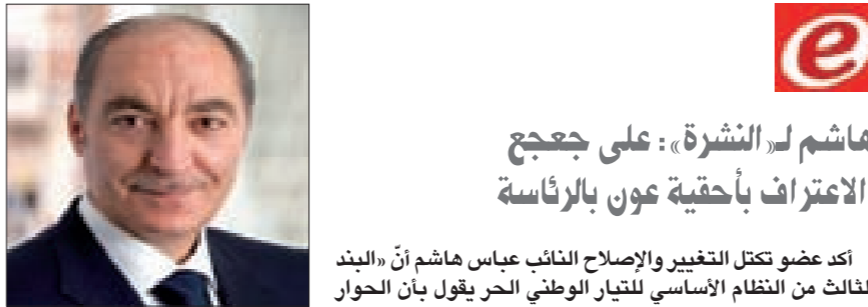 e
هاشم لـ«النشرة»: على جعجع
الاعتراف بأحقية عون بالرئاسة
أكد عضو تكتل التغيير والإصلاح النائب عباس هاشم أنّ «البند
الثالث من النظام الأساسي للتيار الوطني الحر يقول بأن الحوار